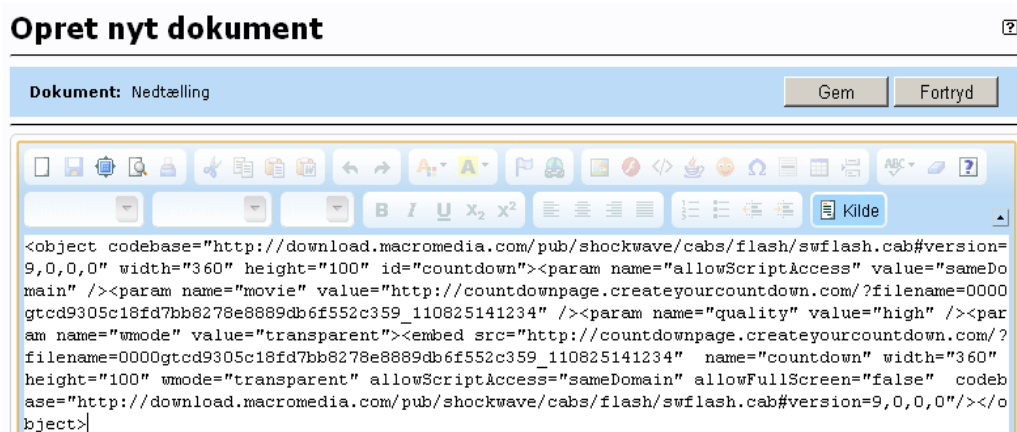 Opret nyt dokument
?
Dokument: Nedtælling
Gem
Fortryd
A
A
Ω
ABC
?
B I U x₂ x²
Kilde
<object codebase="http://download.macromedia.com/pub/shockwave/cabs/flash/swflash.cab#version=
9,0,0,0" width="360" height="100" id="countdown"><param name="allowScriptAccess" value="sameDo
main" /><param name="movie" value="http://countdownpage.createyourcountdown.com/?filename=0000
gtcd9305c18fd7bb8278e8889db6f552c359_110825141234" /><param name="quality" value="high" /><par
am name="wmode" value="transparent"><embed src="http://countdownpage.createyourcountdown.com/?
filename=0000gtcd9305c18fd7bb8278e8889db6f552c359_110825141234"  name="countdown" width="360"
height="100" wmode="transparent" allowScriptAccess="sameDomain" allowFullScreen="false"  codeb
ase="http://download.macromedia.com/pub/shockwave/cabs/flash/swflash.cab#version=9,0,0,0"/></o
bject>